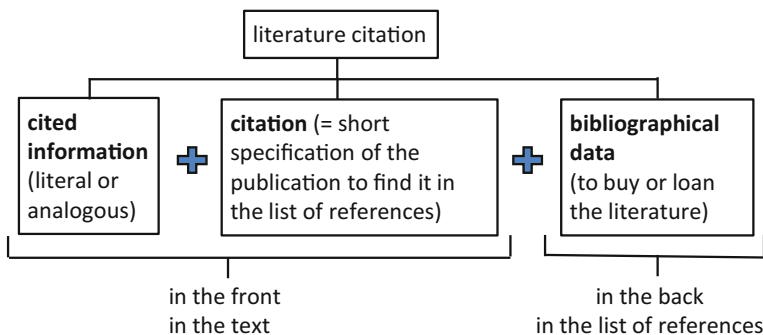 literature citation
cited
information
(literal or
analogous)
citation (= short
specification of the
publication to find it in
the list of references)
bibliographical
data
(to buy or loan
the literature)
in the front
in the text
in the back
in the list of references